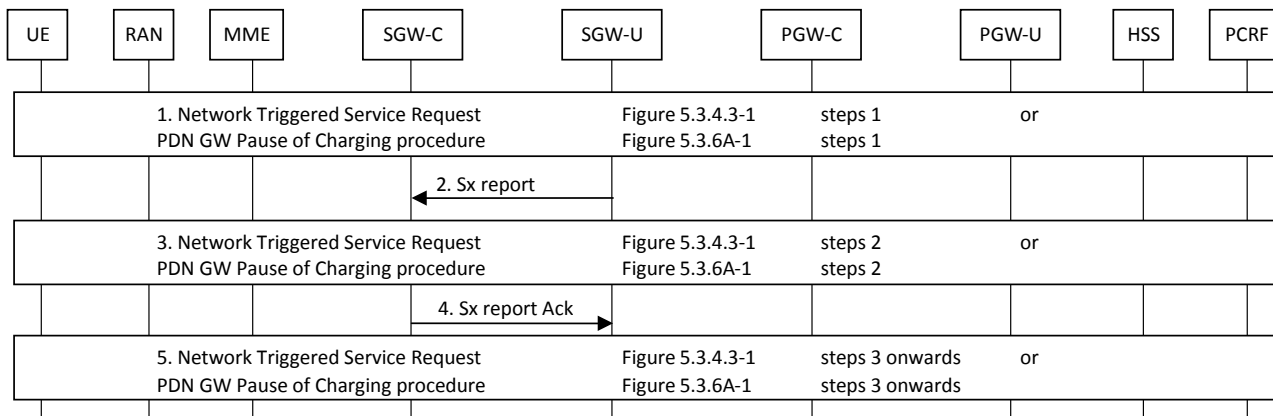 UE RAN MME SGW-C SGW-U PGW-C PGW-U HSS PCRF
1. Network Triggered Service Request Figure 5.3.4.3-1 steps 1 or
PDN GW Pause of Charging procedure Figure 5.3.6A-1 steps 1
2. Sx report
3. Network Triggered Service Request Figure 5.3.4.3-1 steps 2 or
PDN GW Pause of Charging procedure Figure 5.3.6A-1 steps 2
4. Sx report Ack
5. Network Triggered Service Request Figure 5.3.4.3-1 steps 3 onwards or
PDN GW Pause of Charging procedure Figure 5.3.6A-1 steps 3 onwards